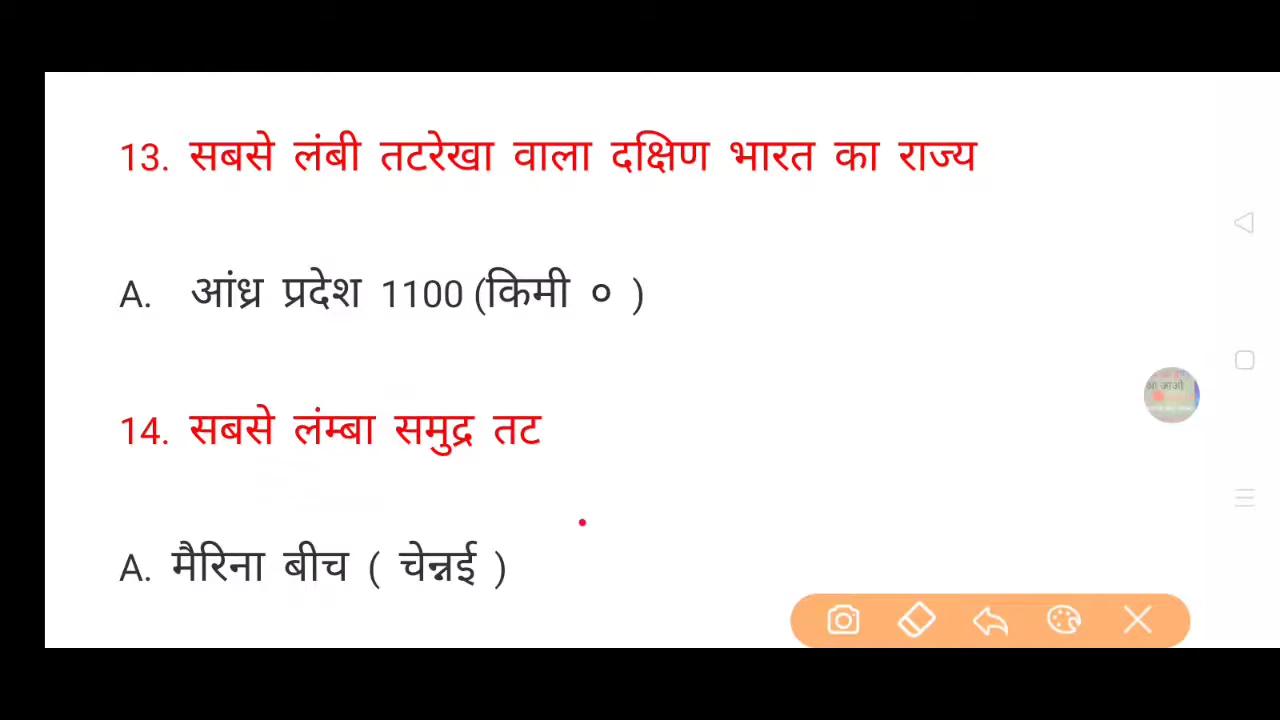 13. सबसे लंबी तटरेखा वाला दक्षिण भारत का राज्य
A. आंध्र प्रदेश 1100 (किमी ० )
14. सबसे लंम्बा समुद्र तट
A. मैरिना बीच ( चेन्नई )